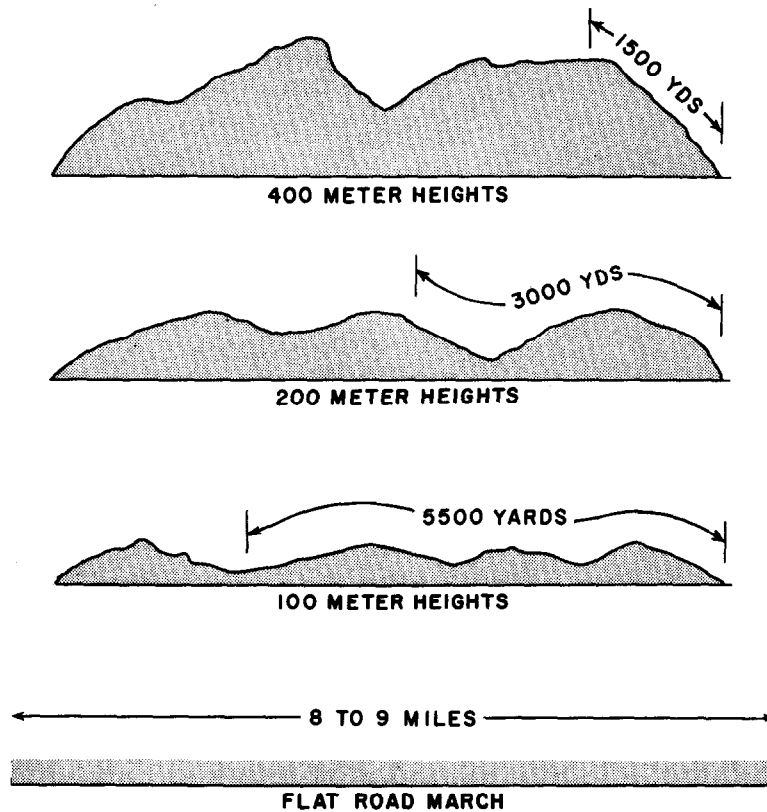 1500 YDS
400 METER HEIGHTS
3000 YDS
200 METER HEIGHTS
5500 YARDS
100 METER HEIGHTS
8 TO 9 MILES
FLAT ROAD MARCH